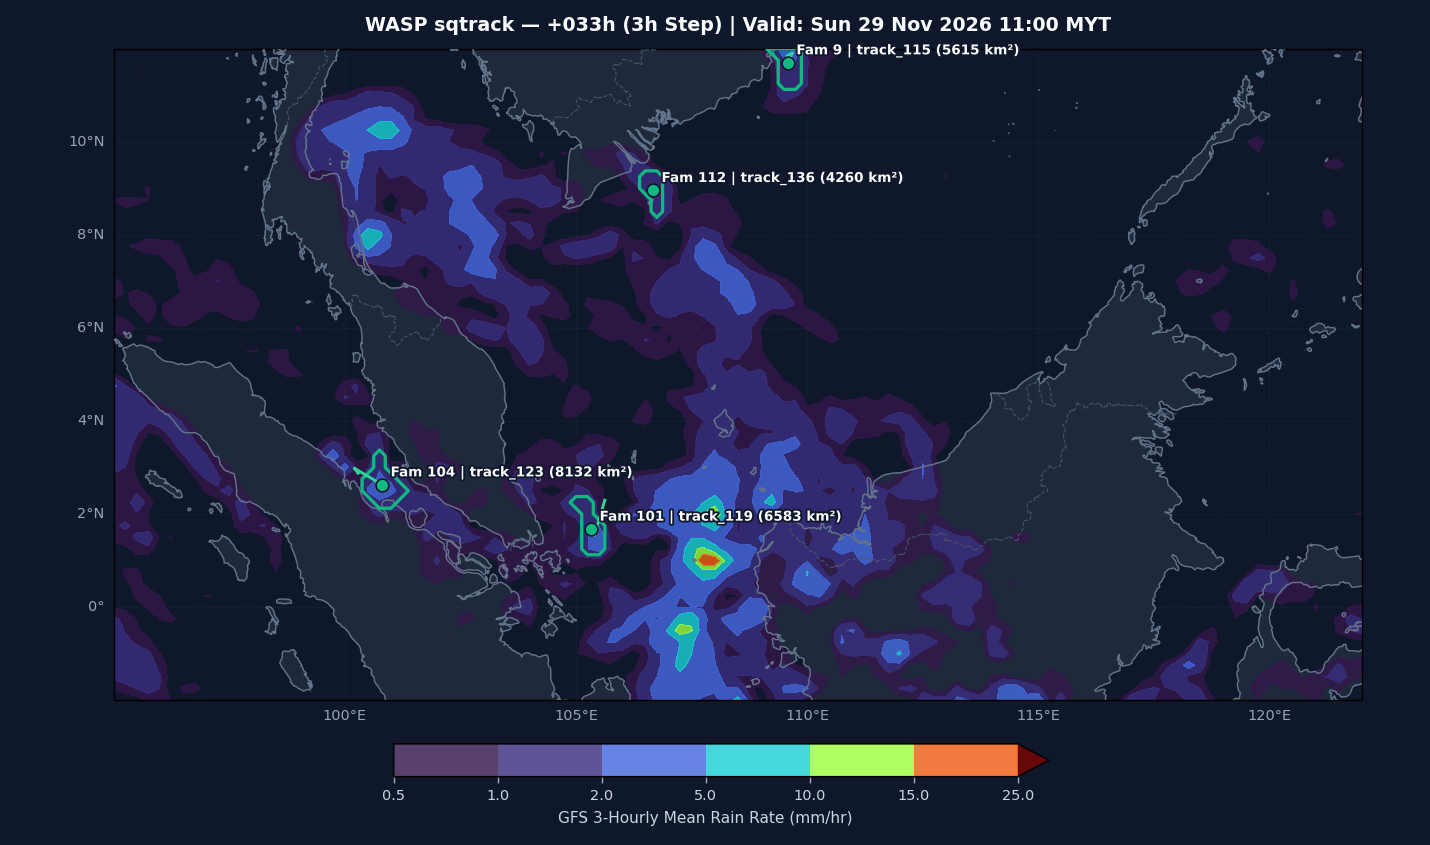 WASP sqtrack — +033h (3h Step) | Valid: Sun 29 Nov 2026 11:00 MYT
Fam 9 | track_115 (5615 km²)
10°N
Fam 112 | track_136 (4260 km²)
8°N
6°N
4°N
Fam 104 | track_123 (8132 km²)
2°N
Fam 101 | track_119 (6583 km²)
0°
100°E 105°E 110°E 115°E 120°E
0.5 1.0 2.0 5.0 10.0 15.0 25.0
GFS 3-Hourly Mean Rain Rate (mm/hr)